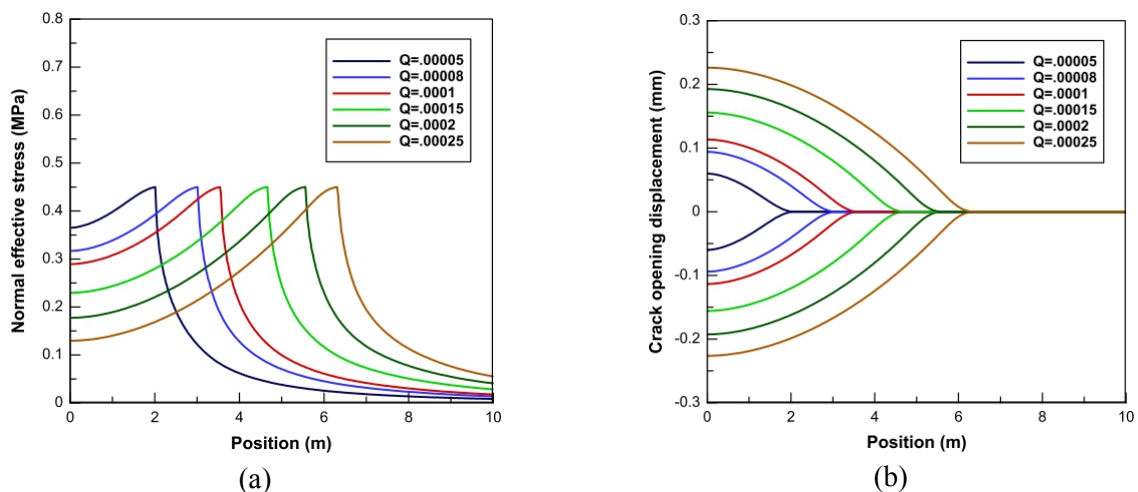 0.8
0.7
0.6
0.5
0.4
0.3
0.2
0.1
0
Normal effective stress (MPa)
Q=.00005
Q=.00008
Q=.0001
Q=.00015
Q=.0002
Q=.00025
0 2 4 6 8 10
Position (m)
(a)
0.3
0.2
0.1
0
-0.1
-0.2
-0.3
Crack opening displacement (mm)
Q=.00005
Q=.00008
Q=.0001
Q=.00015
Q=.0002
Q=.00025
0 2 4 6 8 10
Position (m)
(b)